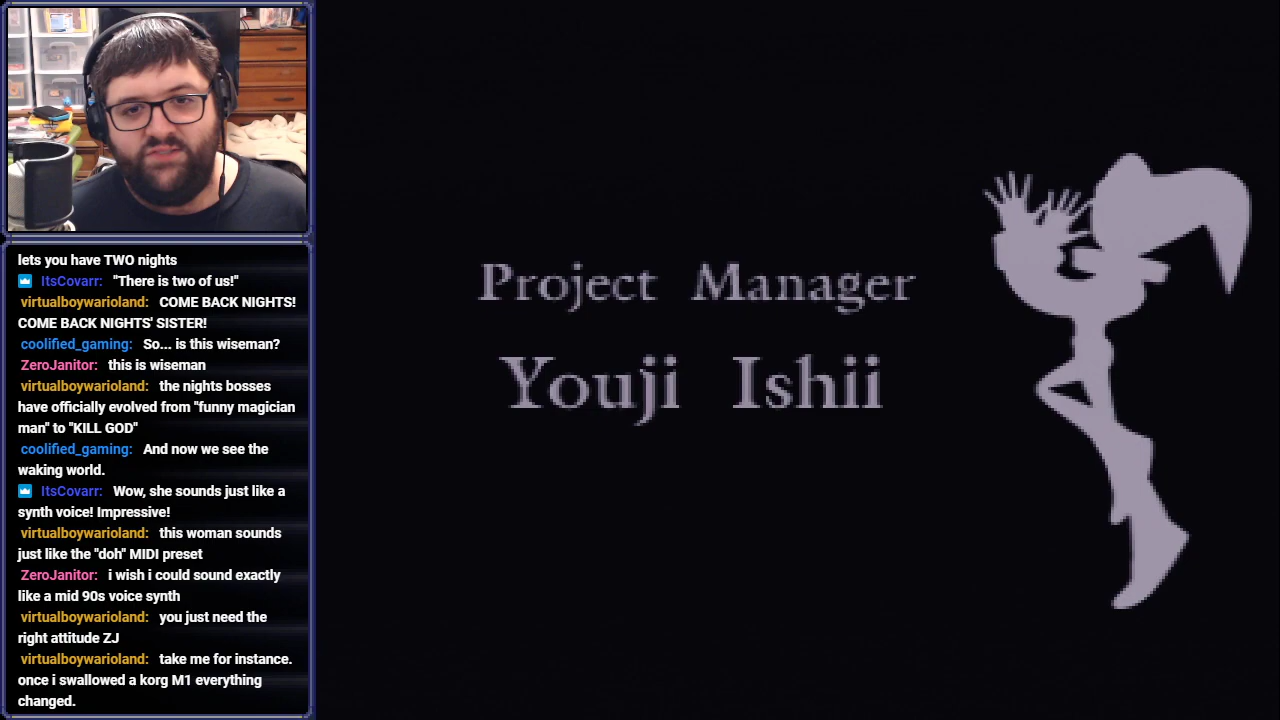 lets you have TWO nights
ItsCovarr: "There is two of us!"
virtualboywarioland: COME BACK NIGHTS!
COME BACK NIGHTS' SISTER!
coolified_gaming: So... is this wiseman?
ZeroJanitor: this is wiseman
virtualboywarioland: the nights bosses
have officially evolved from "funny magician
man" to "KILL GOD"
coolified_gaming: And now we see the
waking world.
ItsCovarr: Wow, she sounds just like a
synth voice! Impressive!
virtualboywarioland: this woman sounds
just like the "doh" MIDI preset
ZeroJanitor: i wish i could sound exactly
like a mid 90s voice synth
virtualboywarioland: you just need the
right attitude ZJ
virtualboywarioland: take me for instance.
once i swallowed a korg M1 everything
changed.
Project Manager
Youji Ishii